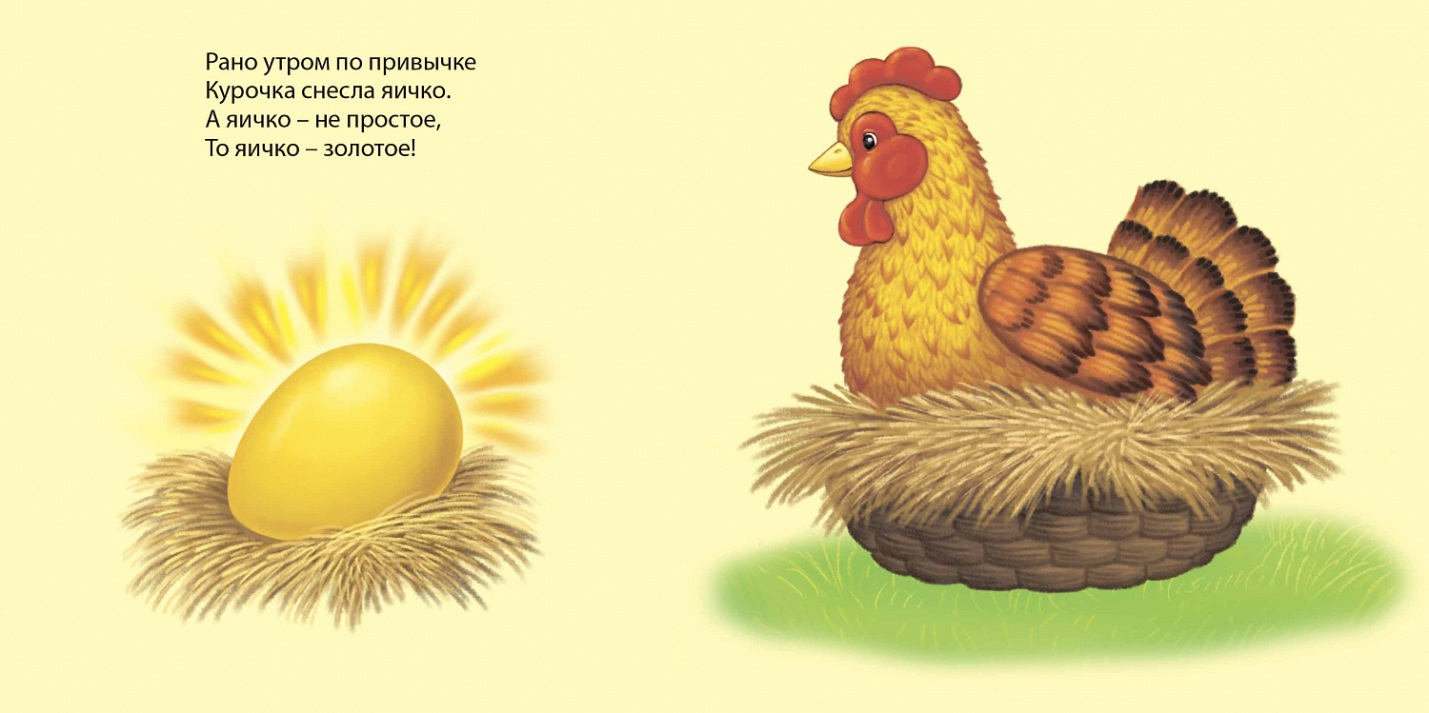 Рано утром по привычке
Курочка снесла яичко.
А яичко – не простое,
То яичко – золотое!